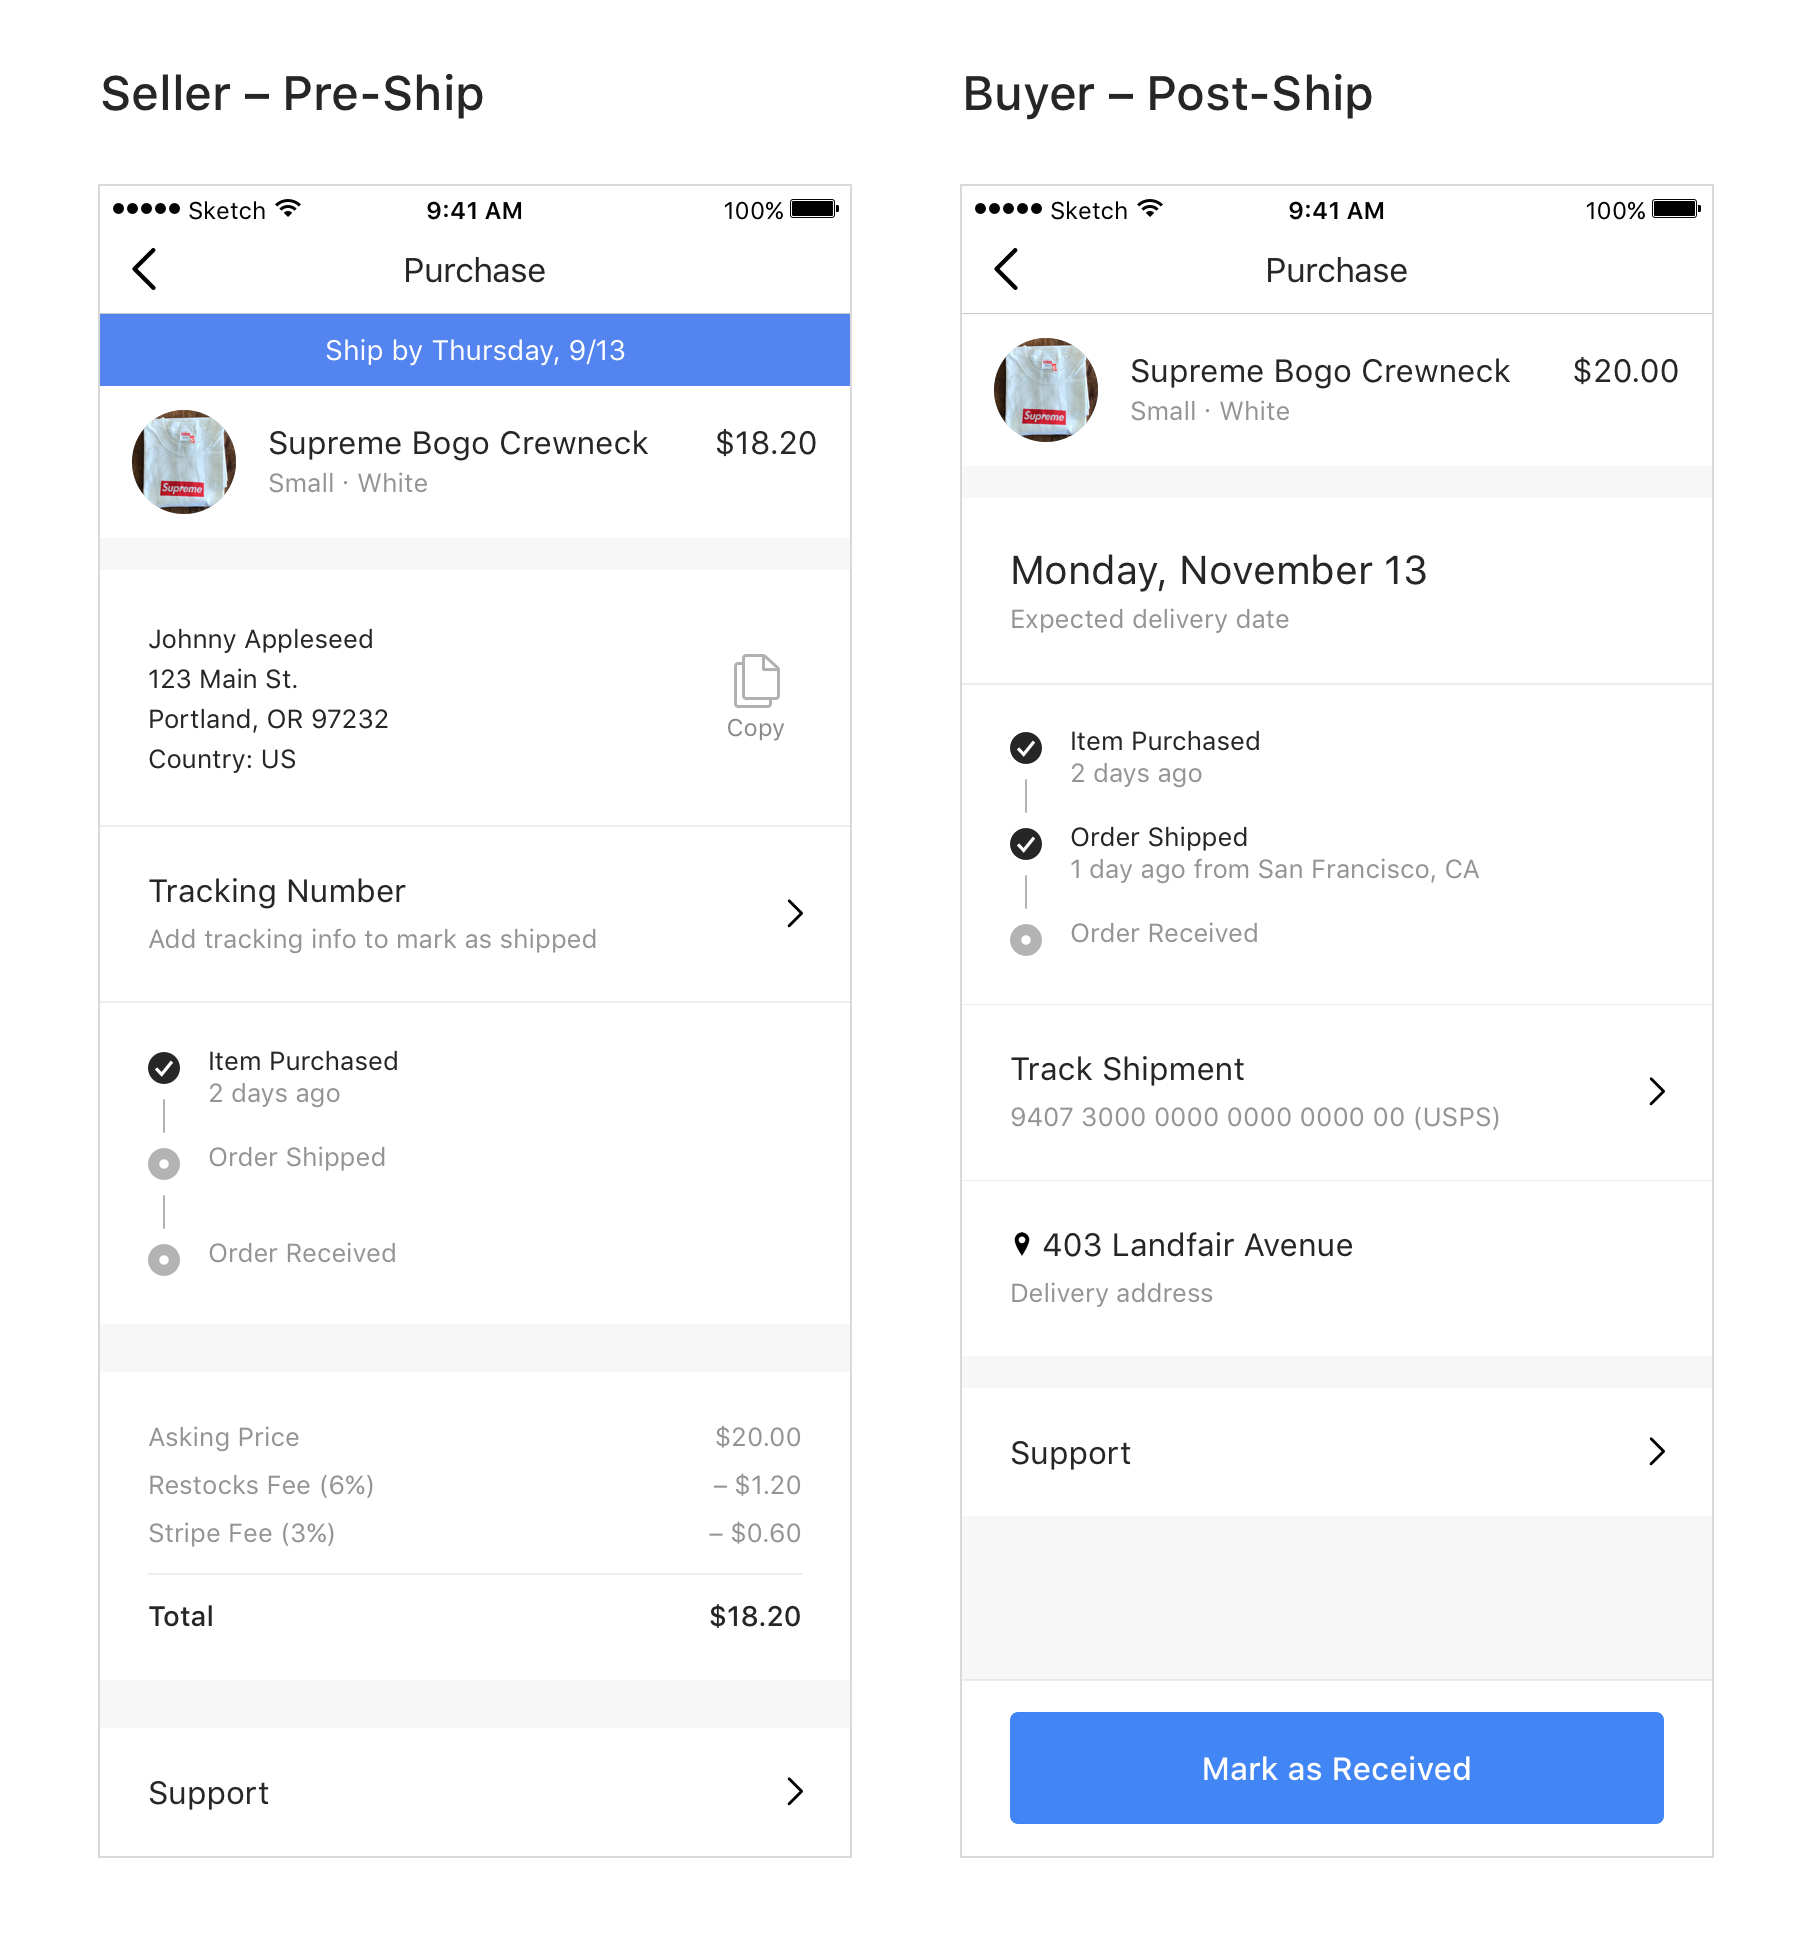 Seller – Pre-Ship
Sketch 9:41 AM 100%
Purchase
Ship by Thursday, 9/13
Supreme Bogo Crewneck $18.20
Small · White
Supreme
Johnny Appleseed
123 Main St.
Portland, OR 97232
Country: US
Copy
Tracking Number
Add tracking info to mark as shipped
Item Purchased
2 days ago
Order Shipped
Order Received
Asking Price $20.00
Restocks Fee (6%) – $1.20
Stripe Fee (3%) – $0.60
Total $18.20
Support
Buyer – Post-Ship
Sketch 9:41 AM 100%
Purchase
Supreme Bogo Crewneck $20.00
Small · White
Supreme
Monday, November 13
Expected delivery date
Item Purchased
2 days ago
Order Shipped
1 day ago from San Francisco, CA
Order Received
Track Shipment
9407 3000 0000 0000 0000 00 (USPS)
403 Landfair Avenue
Delivery address
Support
Mark as Received